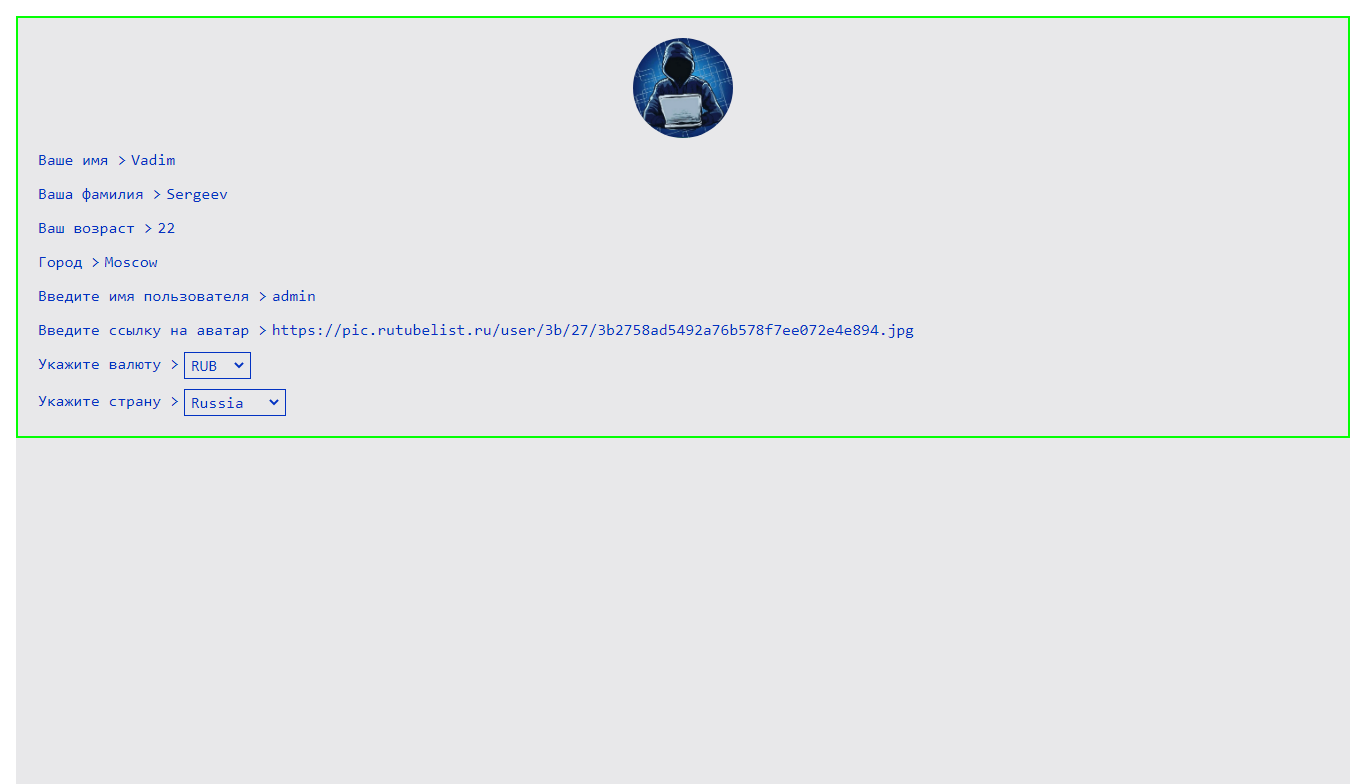 Ваше имя > Vadim
Ваша фамилия > Sergeev
Ваш возраст > 22
Город > Moscow
Введите имя пользователя > admin
Введите ссылку на аватар > https://pic.rutubelist.ru/user/3b/27/3b2758ad5492a76b578f7ee072e4e894.jpg
Укажите валюту > RUB
Укажите страну > Russia